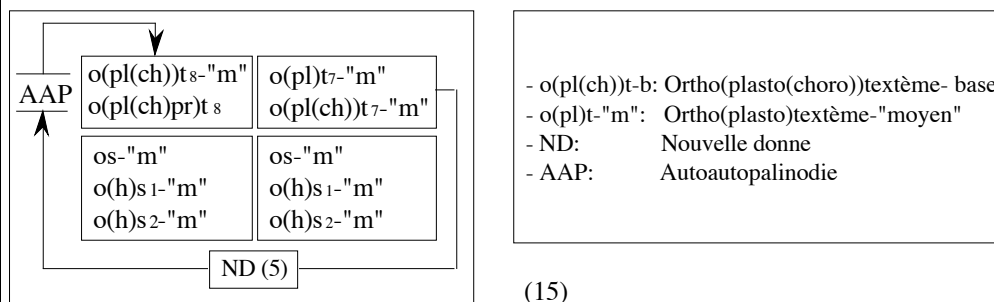 AAP
o(pl(ch))t8-"m"
o(pl(ch)pr)t 8
o(pl)t7-"m"
o(pl(ch))t7-"m"
os-"m"
o(h)s1-"m"
o(h)s2-"m"
os-"m"
o(h)s1-"m"
o(h)s2-"m"
ND (5)
- o(pl(ch))t-b: Ortho(plasto(choro))textème- base
- o(pl)t-"m": Ortho(plasto)textème-"moyen"
- ND: Nouvelle donne
- AAP: Autoautopalinodie
(15)